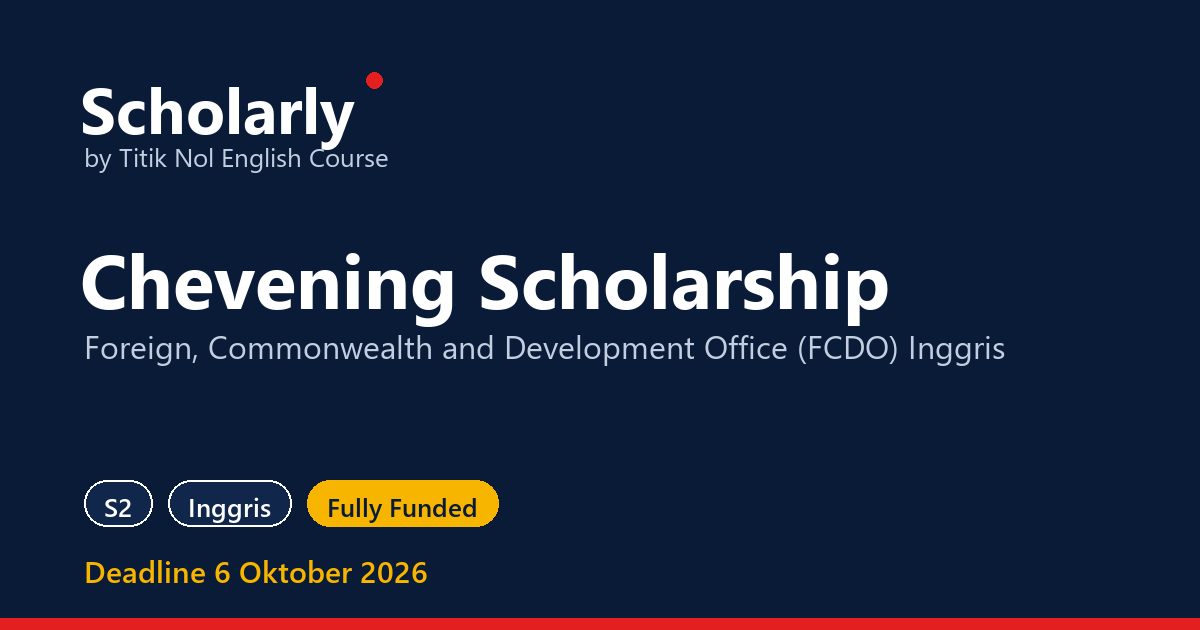 Scholarly
by Titik Nol English Course
Chevening Scholarship
Foreign, Commonwealth and Development Office (FCDO) Inggris
S2 Inggris Fully Funded
Deadline 6 Oktober 2026